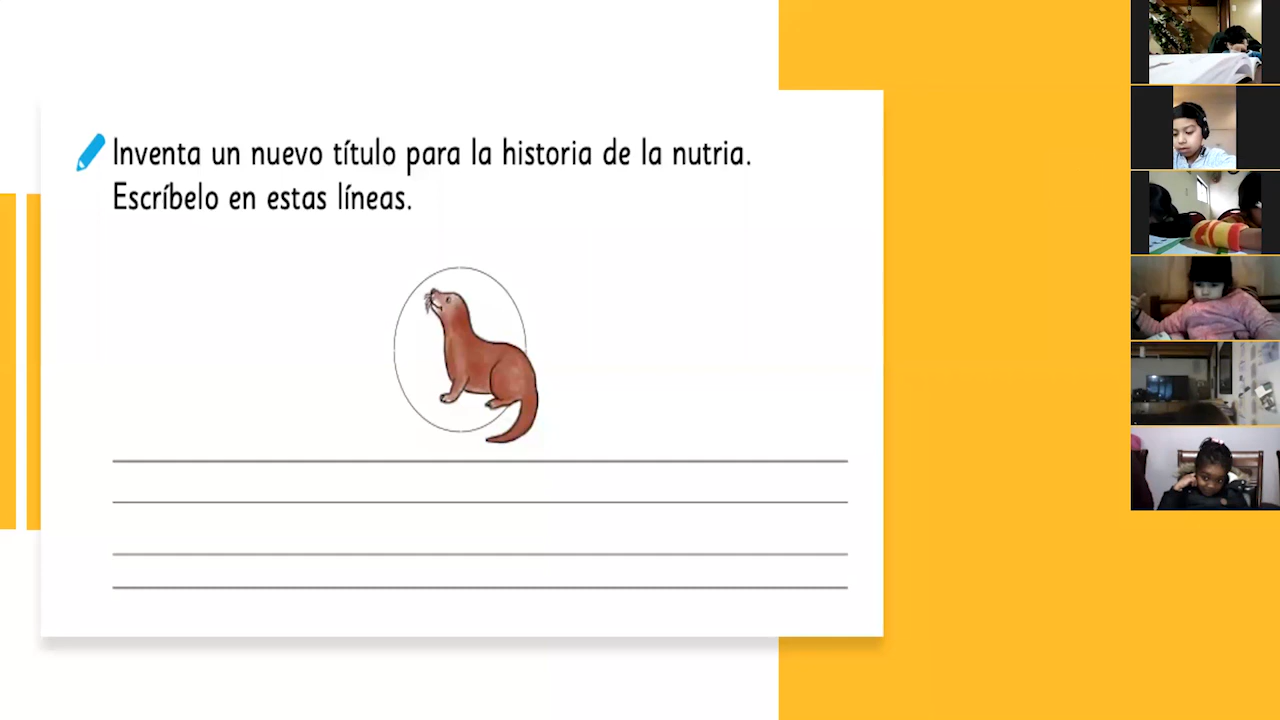 Inventa un nuevo título para la historia de la nutria.
Escríbelo en estas líneas.